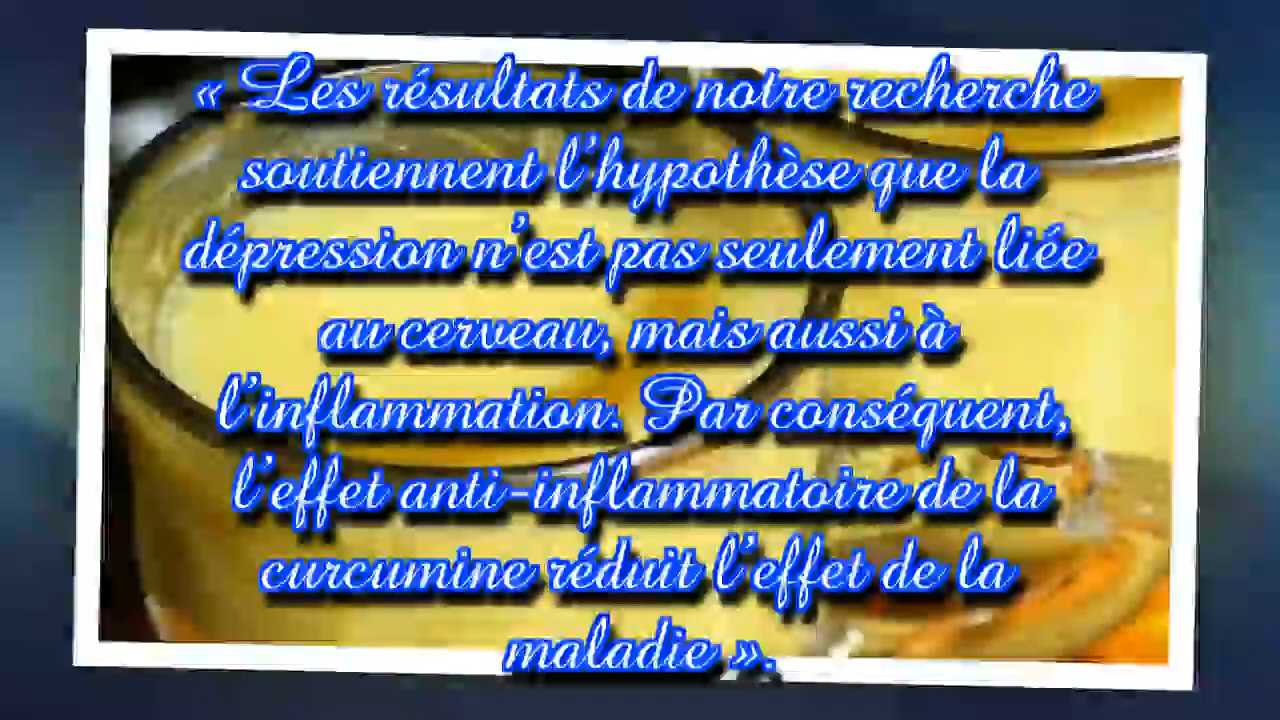 « Les résultats de notre recherche
soutiennent l'hypothèse que la
dépression n'est pas seulement liée
au cerveau, mais aussi à
l'inflammation. Par conséquent,
l'effet anti-inflammatoire de la
curcumine réduit l'effet de la
maladie ».